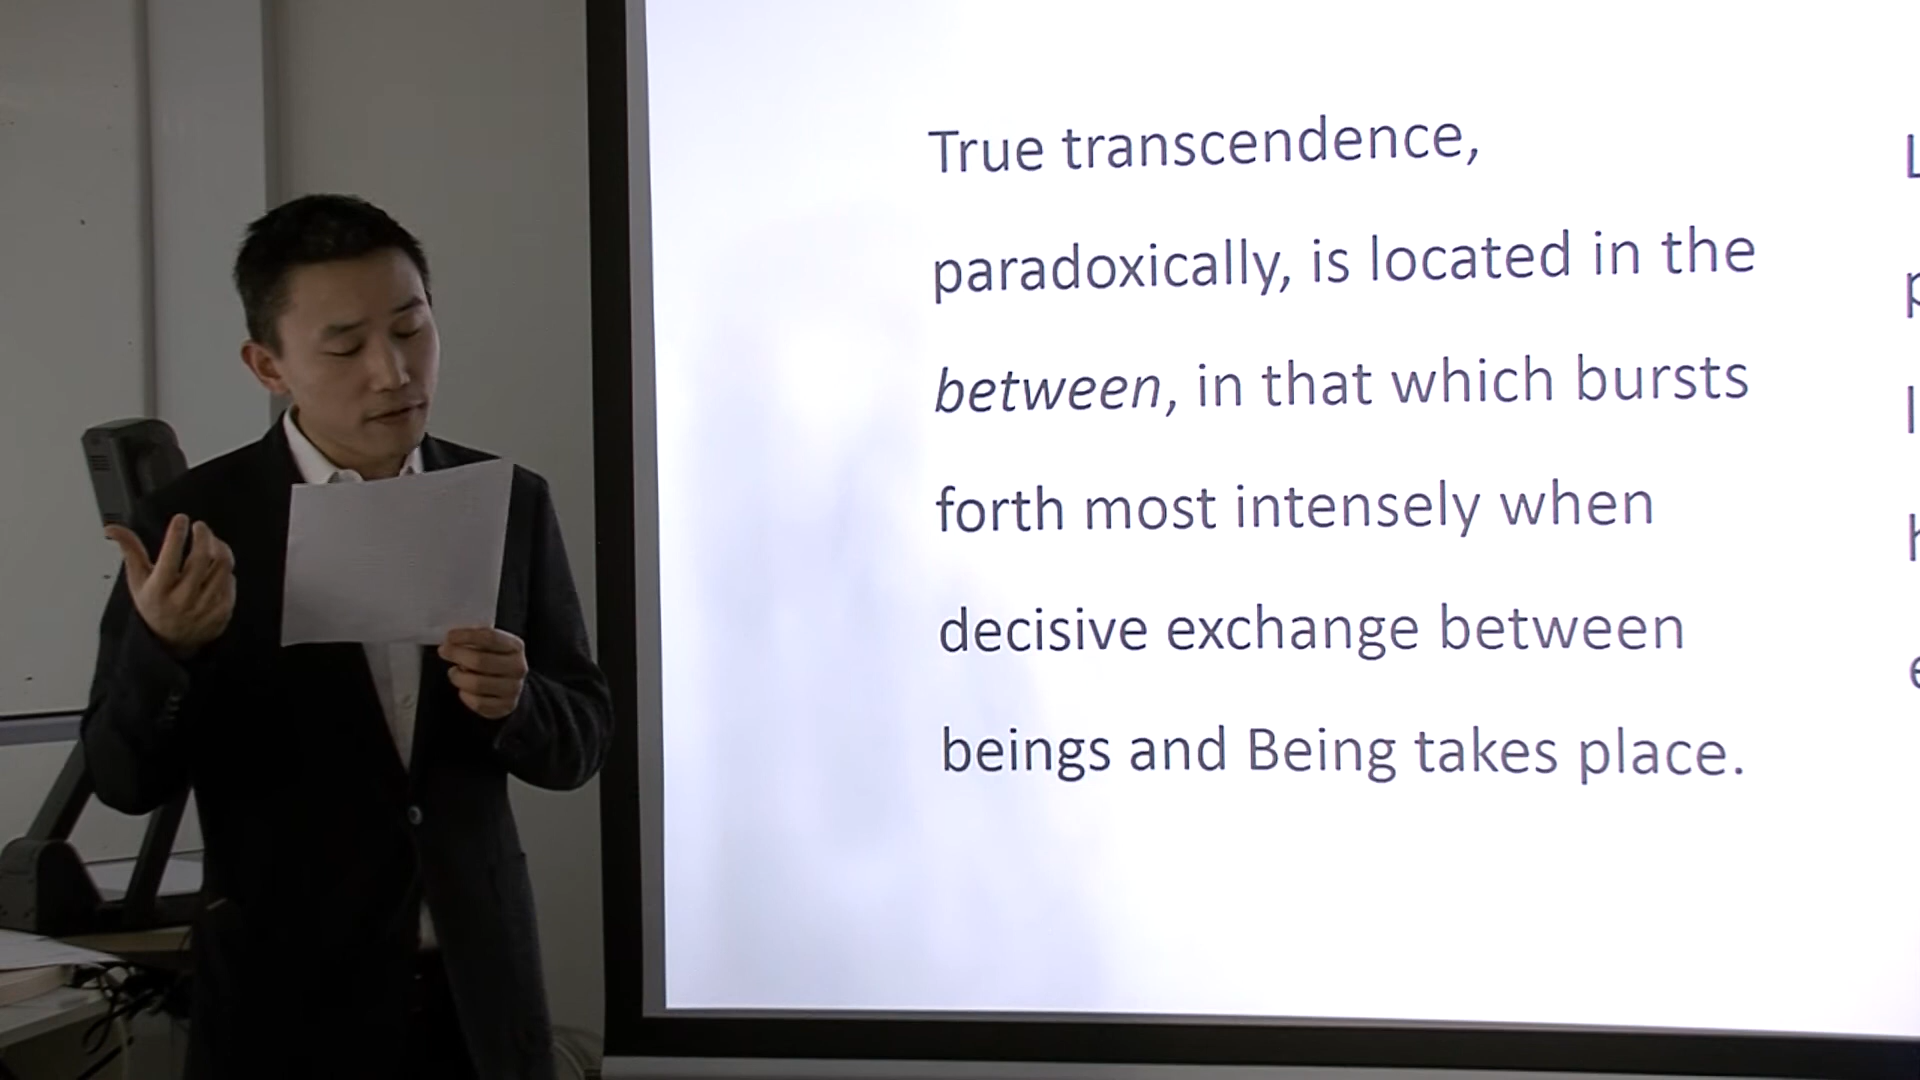 True transcendence,
paradoxically, is located in the
between, in that which bursts
forth most intensely when
decisive exchange between
beings and Being takes place.